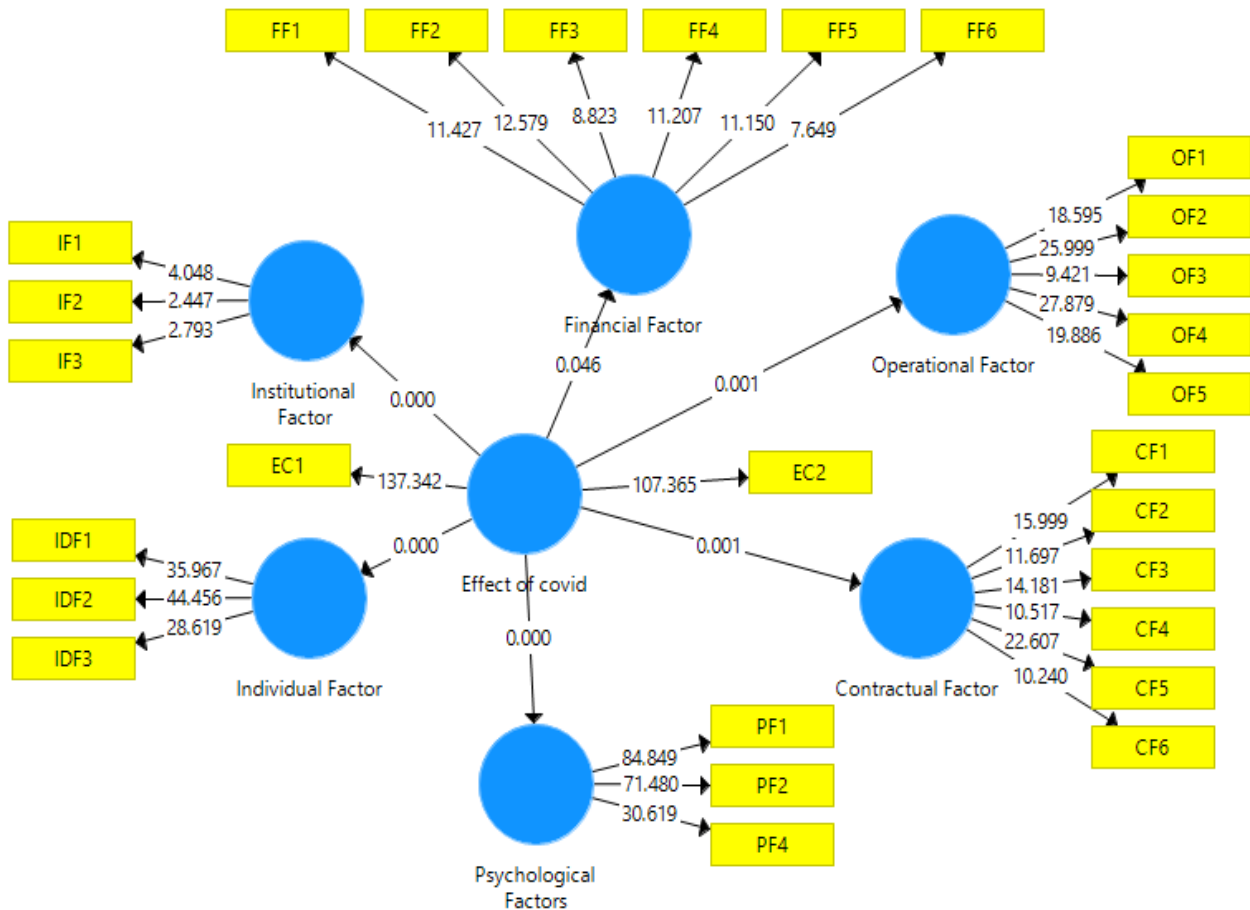 FF1
FF2
FF3
FF4
FF5
FF6
11.427
12.579
8.823
11.207
11.150
7.649
Financial Factor
OF1
OF2
OF3
OF4
OF5
18.595
25.999
9.421
27.879
19.886
Operational Factor
IF1
IF2
IF3
4.048
2.447
2.793
Institutional
Factor
0.046
0.001
0.000
EC1
137.342
107.365
EC2
Effect of covid
0.000
0.001
0.000
IDF1
IDF2
IDF3
35.967
44.456
28.619
Individual Factor
CF1
CF2
CF3
CF4
CF5
CF6
15.999
11.697
14.181
10.517
22.607
10.240
Contractual Factor
PF1
PF2
PF4
84.849
71.480
30.619
Psychological
Factors